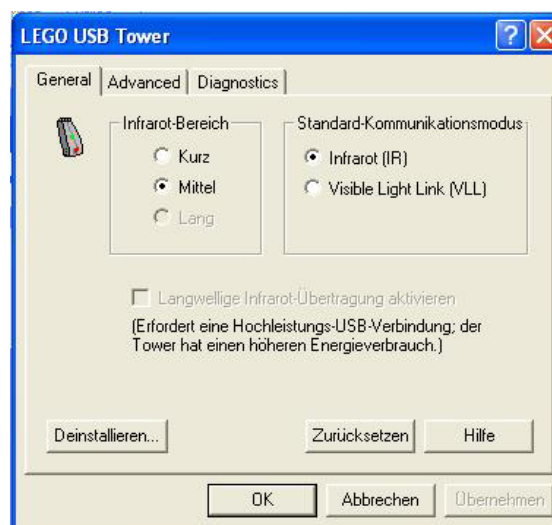 LEGO USB Tower
General Advanced Diagnostics
Infrarot-Bereich
Kurz
Mittel
Lang
Standard-Kommunikationsmodus
Infrarot (IR)
Visible Light Link (VLL)
Langwellige Infrarot-Übertragung aktivieren
(Erfordert eine Hochleistungs-USB-Verbindung; der
Tower hat einen höheren Energieverbrauch.)
Deinstallieren... Zurücksetzen Hilfe
OK Abbrechen Übernehmen